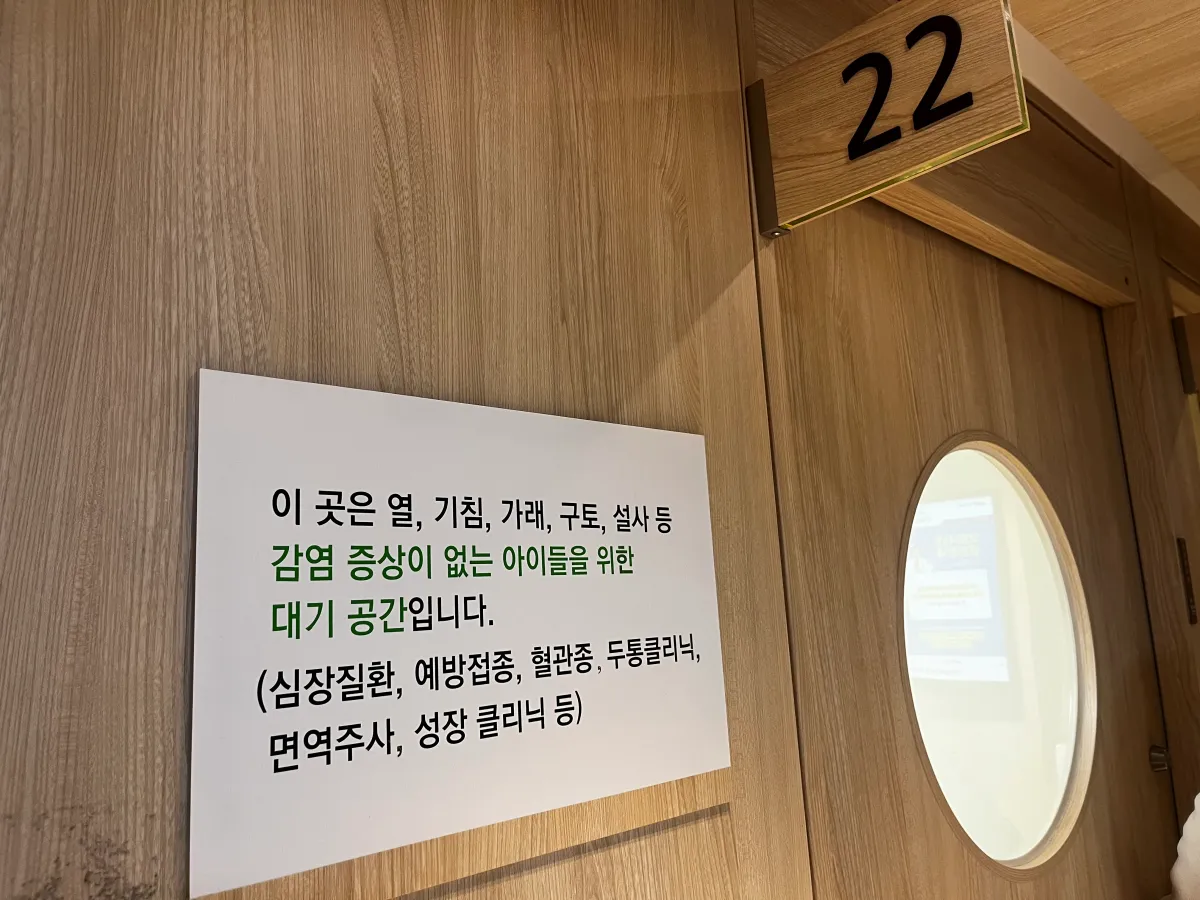 22
이 곳은 열, 기침, 가래, 구토, 설사 등
감염 증상이 없는 아이들을 위한
대기 공간입니다.
(심장질환, 예방접종, 혈관종, 두통클리닉,
면역주사, 성장 클리닉 등)